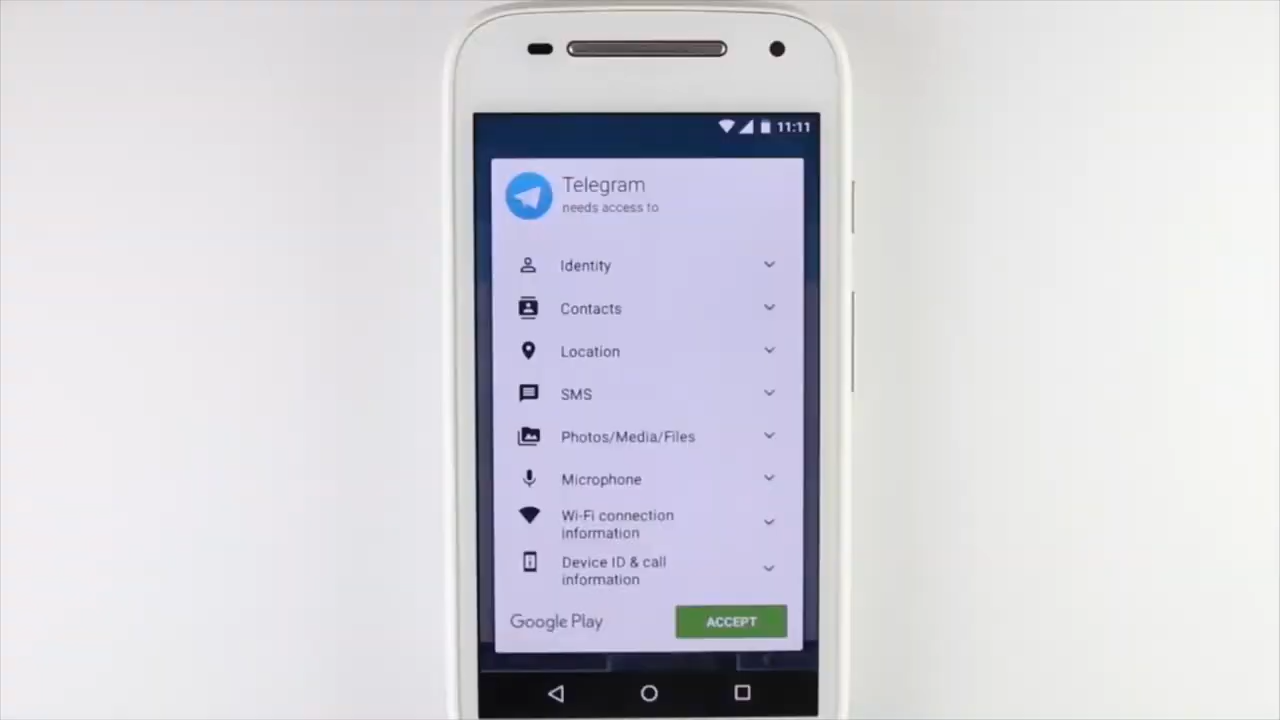 11:11
Telegram
needs access to
Identity
Contacts
Location
SMS
Photos/Media/Files
Microphone
Wi-Fi connection
information
Device ID & call
information
Google Play
ACCEPT